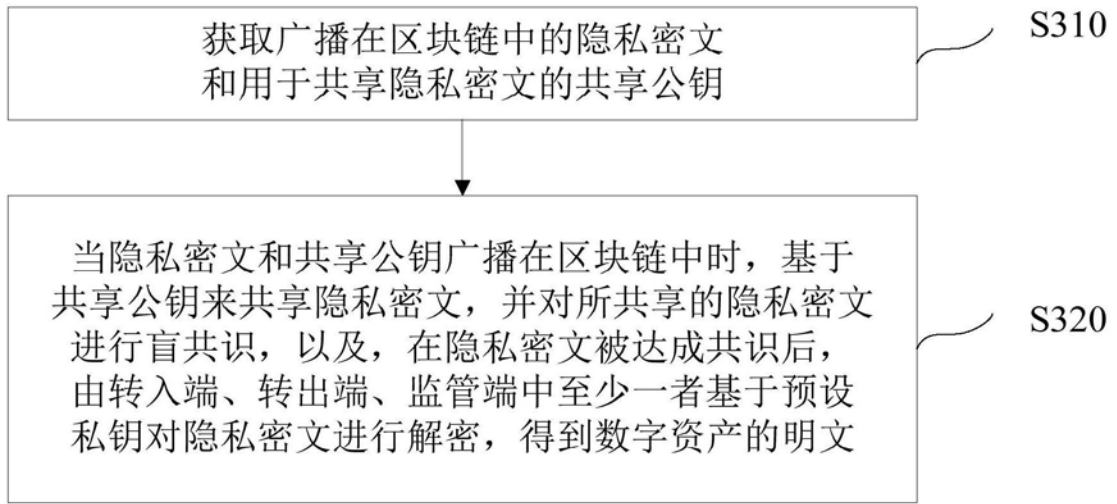 获取广播在区块链中的隐私密文
和用于共享隐私密文的共享公钥
S310
当隐私密文和共享公钥广播在区块链中时，基于
共享公钥来共享隐私密文，并对所共享的隐私密文
进行盲共识，以及，在隐私密文被达成共识后，
由转入端、转出端、监管端中至少一者基于预设
私钥对隐私密文进行解密，得到数字资产的明文
S320